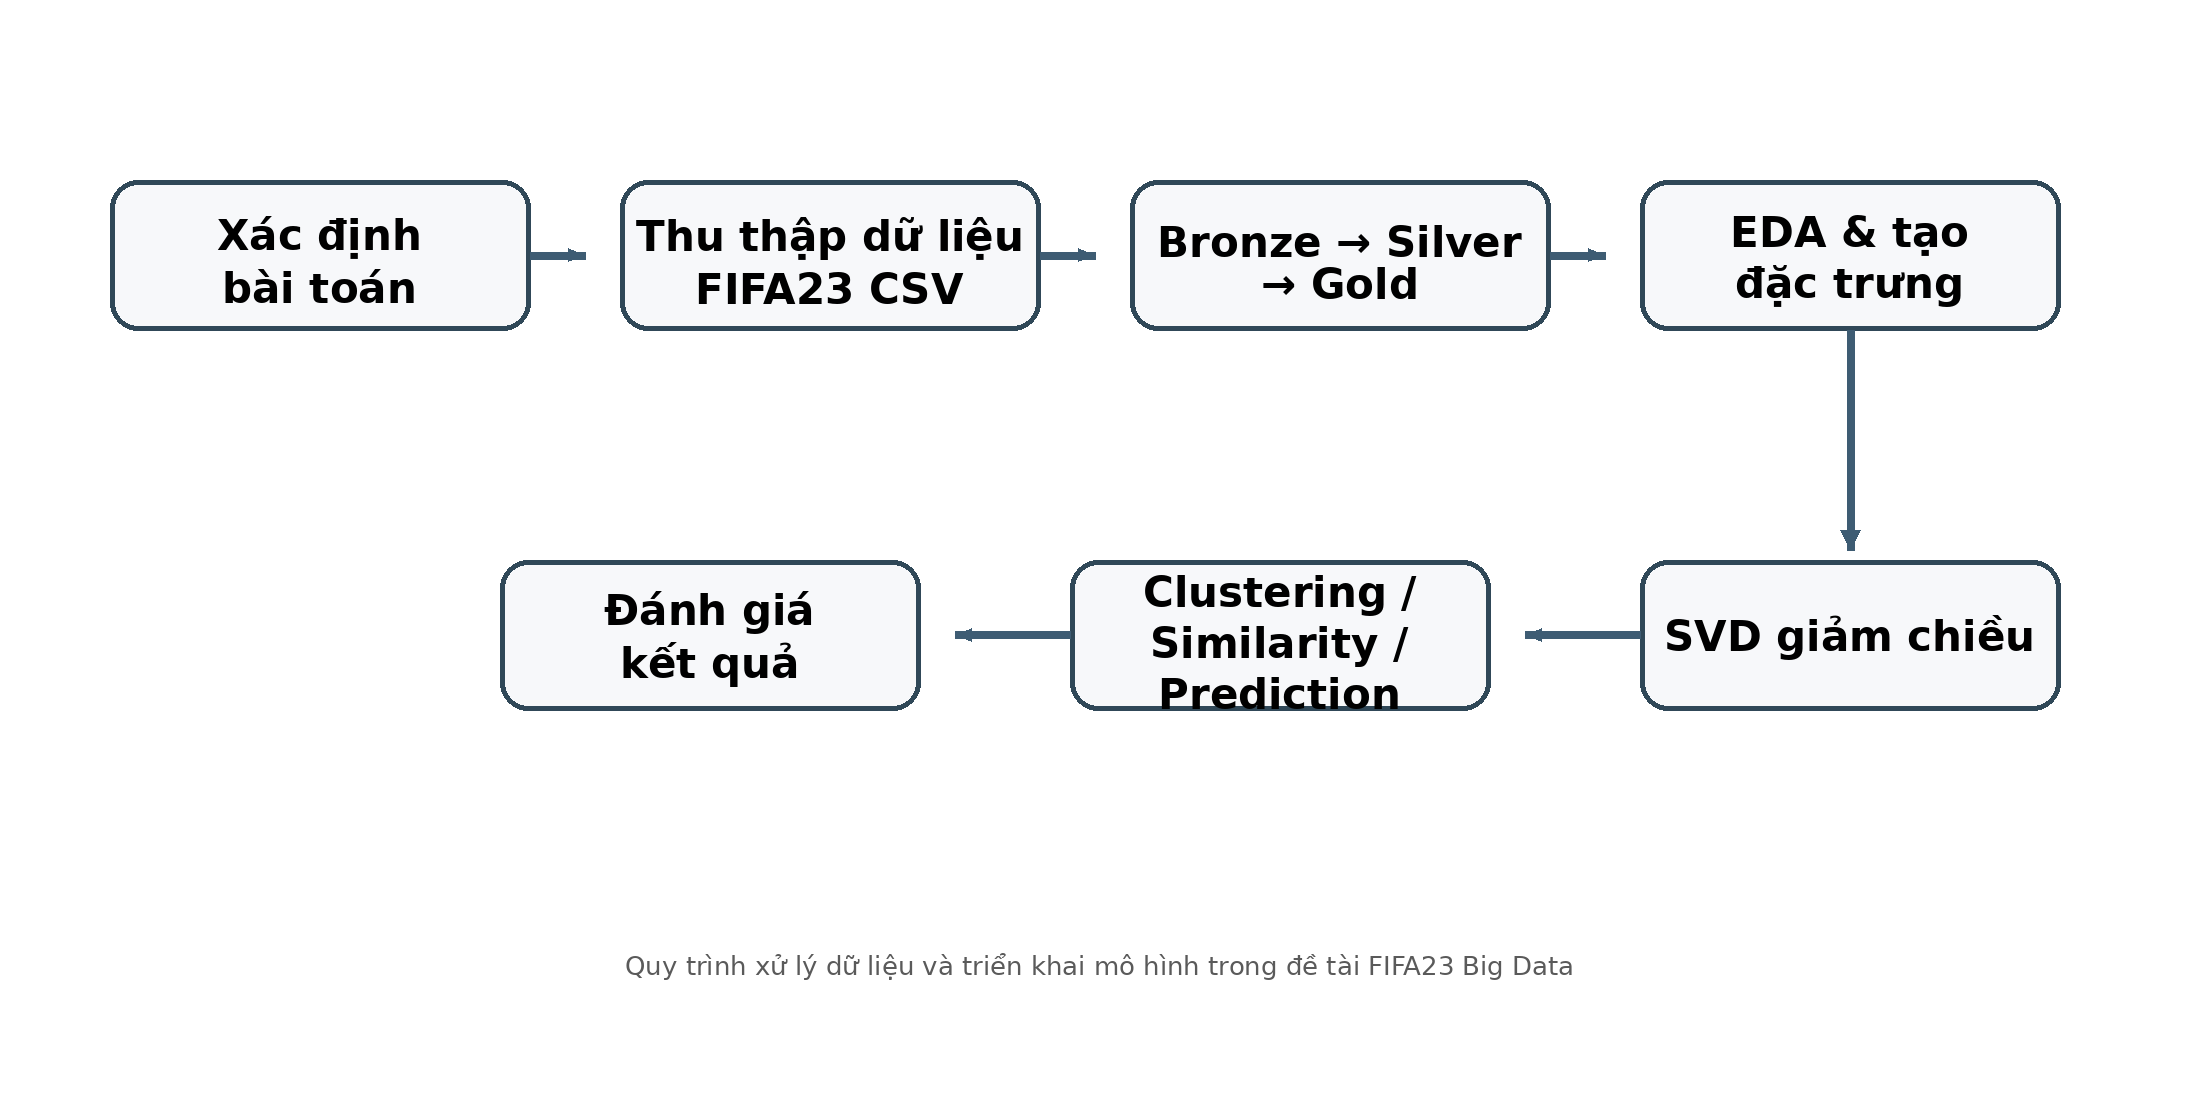 Xác định
bài toán
Thu thập dữ liệu
FIFA23 CSV
Bronze → Silver
→ Gold
EDA & tạo
đặc trưng
SVD giảm chiều
Clustering /
Similarity /
Prediction
Đánh giá
kết quả
Quy trình xử lý dữ liệu và triển khai mô hình trong đề tài FIFA23 Big Data